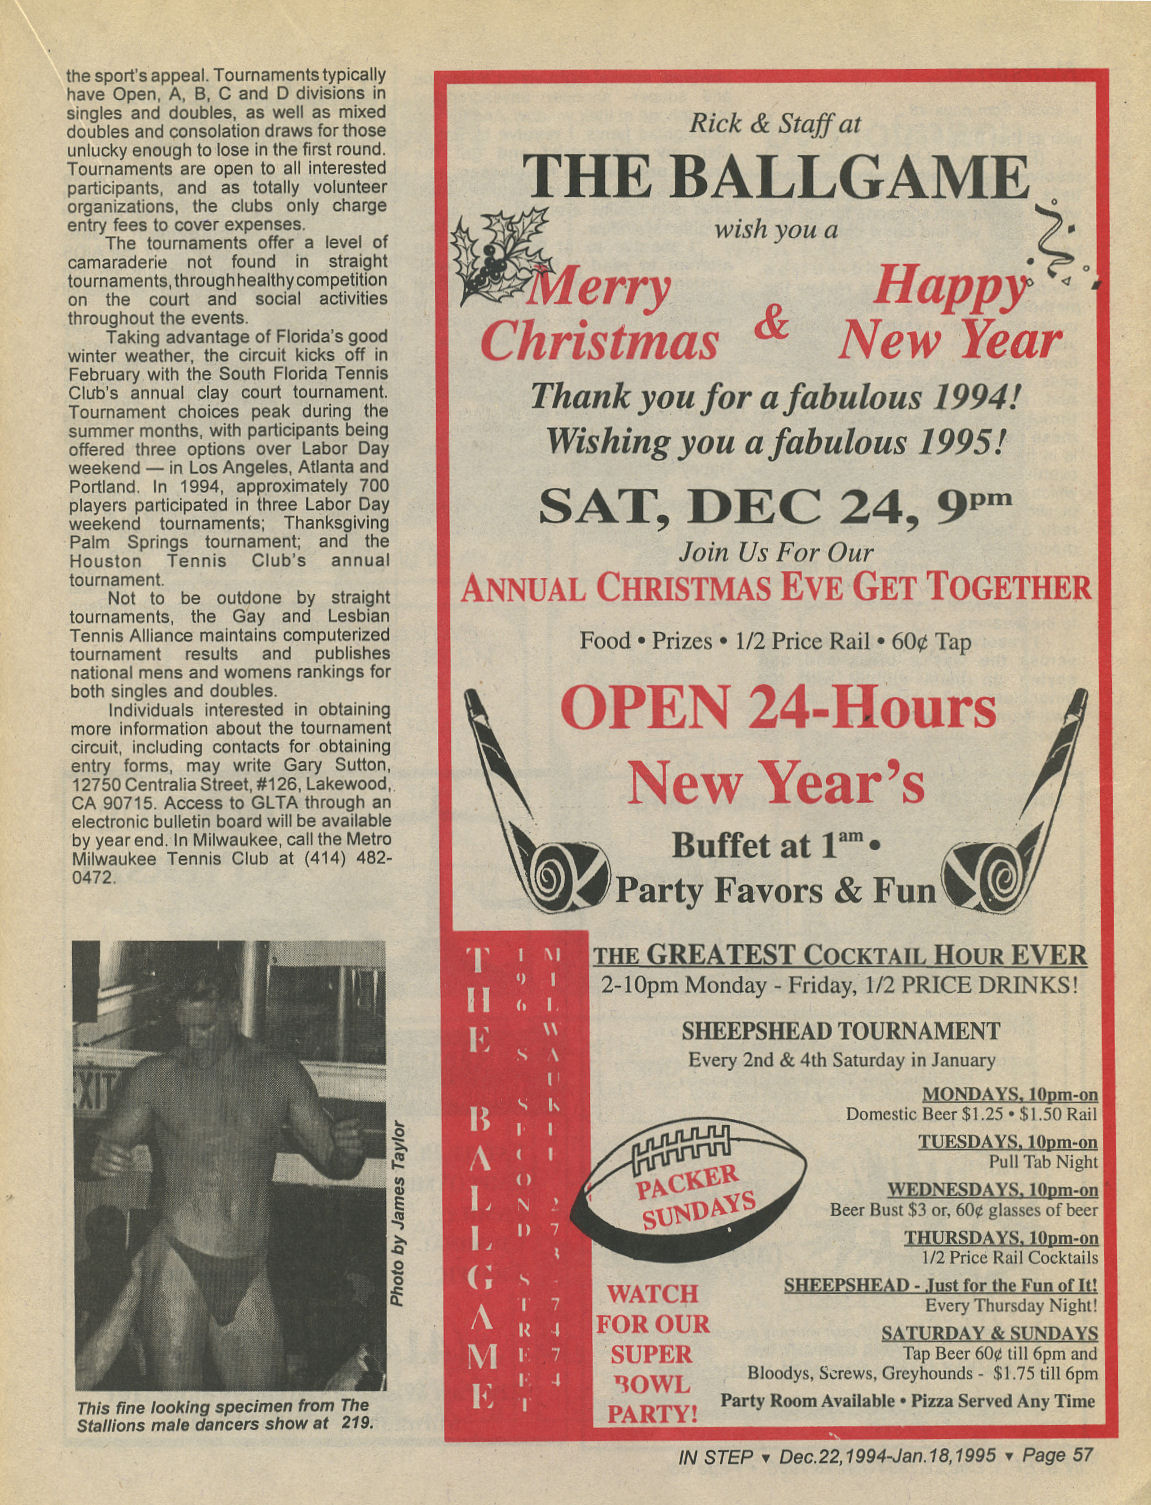 the sport's appeal. Tournaments typically
have Open, A, B, C and D divisions in
singles and doubles, as well as mixed
doubles and consolation draws for those
unlucky enough to lose in the first round.
Tournaments are open to all interested
participants, and as totally volunteer
organizations, the clubs only charge
entry fees to cover expenses.
The tournaments offer a level of
camaraderie not found in straight
tournaments, through healthy competition
on the court and social activities
throughout the events.
Taking advantage of Florida's good
winter weather, the circuit kicks off in
February with the South Florida Tennis
Club's annual clay court tournament.
Tournament choices peak during the
summer months, with participants being
offered three options over Labor Day
weekend — in Los Angeles, Atlanta and
Portland. In 1994, approximately 700
players participated in three Labor Day
weekend tournaments; Thanksgiving
Palm Springs tournament; and the
Houston Tennis Club's annual
tournament.
Not to be outdone by straight
tournaments, the Gay and Lesbian
Tennis Alliance maintains computerized
tournament results and publishes
national mens and womens rankings for
both singles and doubles.
Individuals interested in obtaining
more information about the tournament
circuit, including contacts for obtaining
entry forms, may write Gary Sutton,
12750 Centralia Street, #126, Lakewood,
CA 90715. Access to GLTA through an
electronic bulletin board will be available
by year end. In Milwaukee, call the Metro
Milwaukee Tennis Club at (414) 482-
0472.
EXIT
Photo by James Taylor
This fine looking specimen from The
Stallions male dancers show at 219.
Rick & Staff at
THE BALLGAME
wish you a
Merry
Christmas
&
Happy
New Year
Thank you for a fabulous 1994!
Wishing you a fabulous 1995!
SAT, DEC 24, 9pm
Join Us For Our
ANNUAL CHRISTMAS EVE GET TOGETHER
Food • Prizes • 1/2 Price Rail • 60¢ Tap
OPEN 24-Hours
New Year's
Buffet at 1am •
Party Favors & Fun
THE BALLGAME
196 S SECOND STREET
MILWAUKEE 273-7474
THE GREATEST COCKTAIL HOUR EVER
2-10pm Monday - Friday, 1/2 PRICE DRINKS!
SHEEPSHEAD TOURNAMENT
Every 2nd & 4th Saturday in January
PACKER
SUNDAYS
WATCH
FOR OUR
SUPER
BOWL
PARTY!
MONDAYS, 10pm-on
Domestic Beer $1.25 • $1.50 Rail
TUESDAYS, 10pm-on
Pull Tab Night
WEDNESDAYS, 10pm-on
Beer Bust $3 or, 60¢ glasses of beer
THURSDAYS, 10pm-on
1/2 Price Rail Cocktails
SHEEPSHEAD - Just for the Fun of It!
Every Thursday Night!
SATURDAY & SUNDAYS
Tap Beer 60¢ till 6pm and
Bloodys, Screws, Greyhounds - $1.75 till 6pm
Party Room Available • Pizza Served Any Time
IN STEP ▼ Dec.22,1994-Jan.18,1995 ▼ Page 57